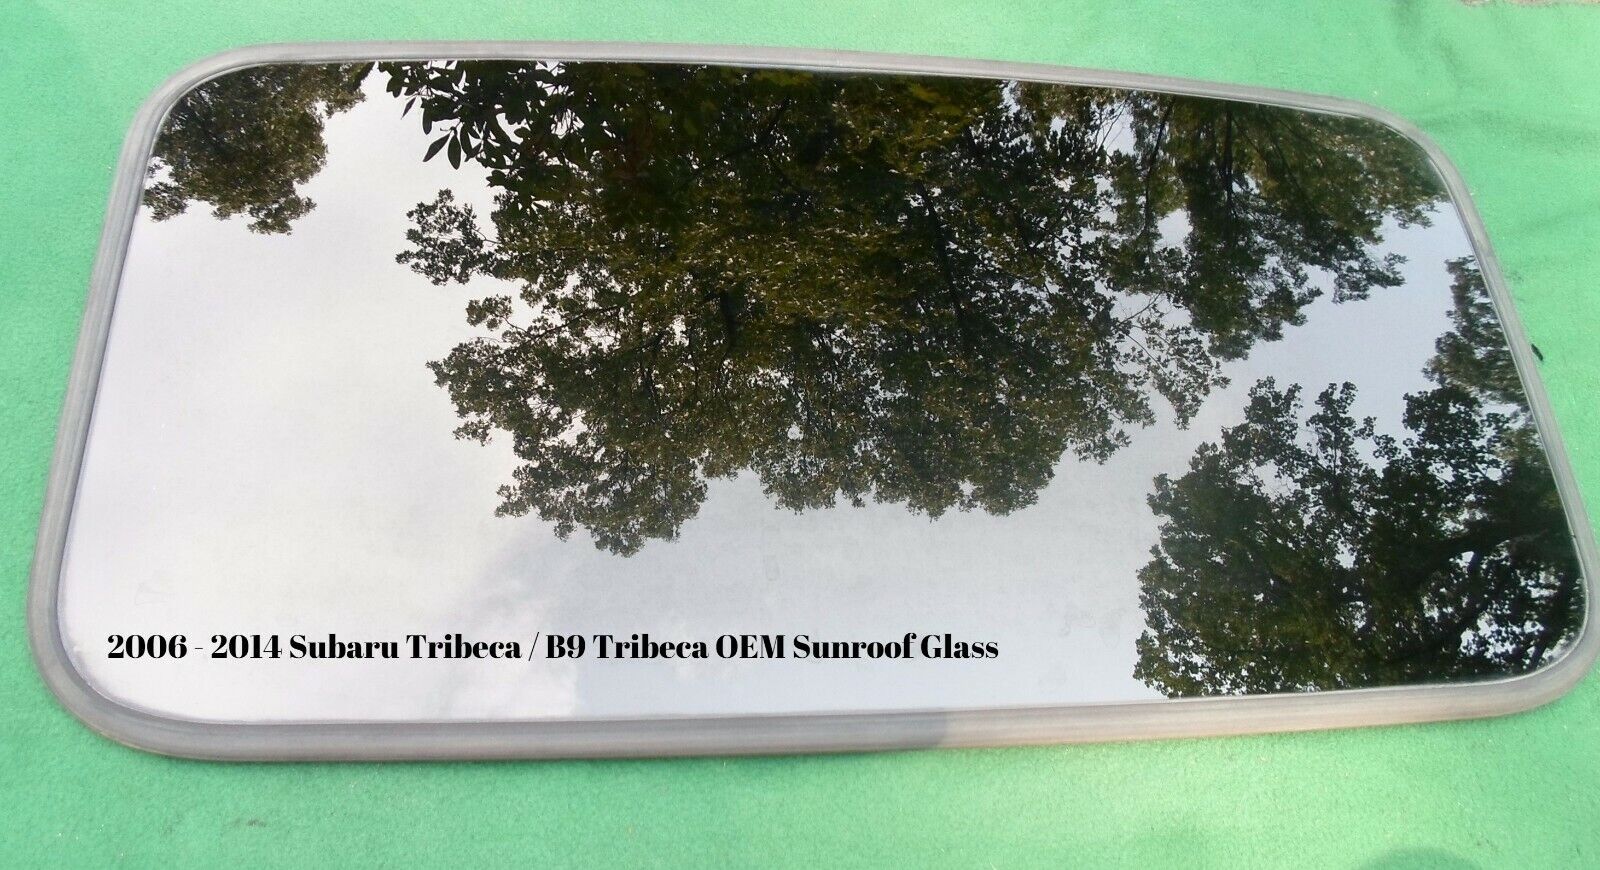 2006 - 2014 Subaru Tribeca / B9 Tribeca OEM Sunroof Glass